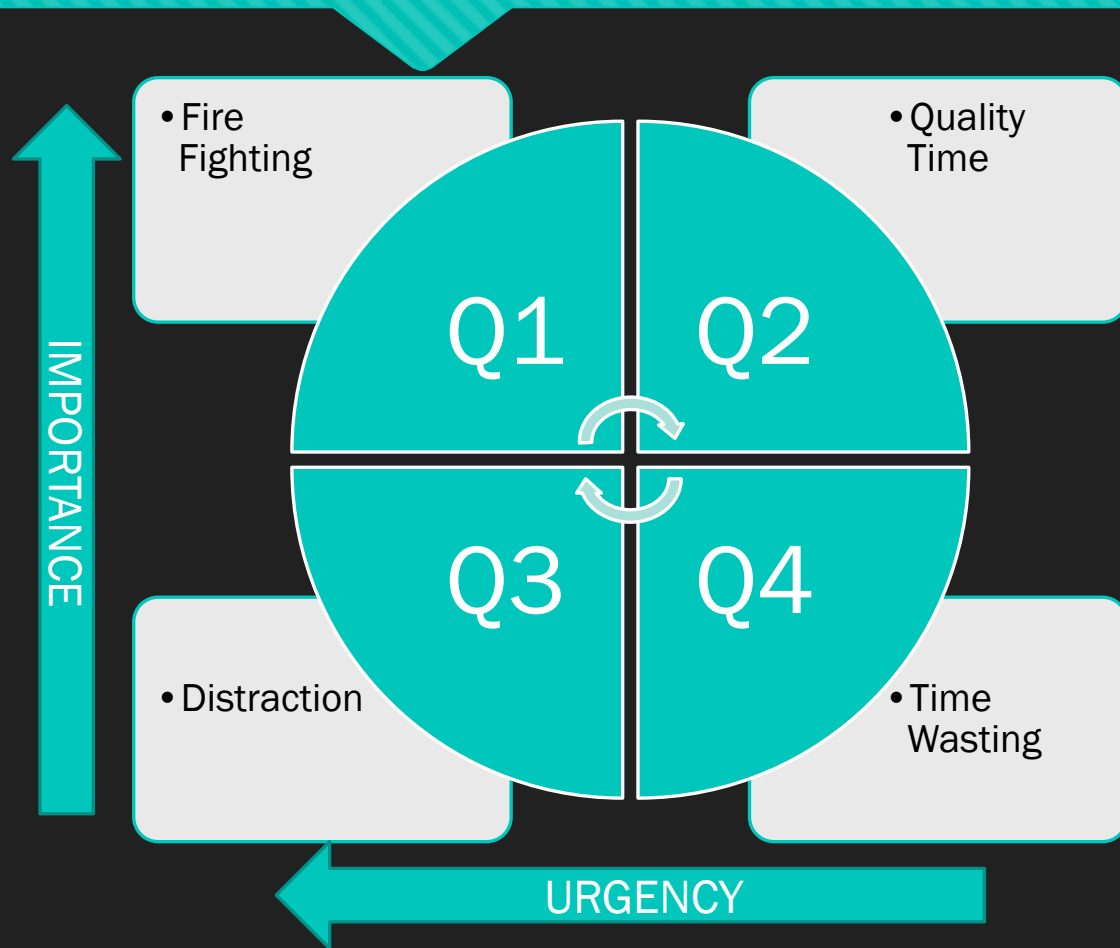 •Fire
Fighting
•Quality
Time
Q1
Q2
IMPORTANCE
Q3
Q4
•Distraction
•Time
Wasting
URGENCY